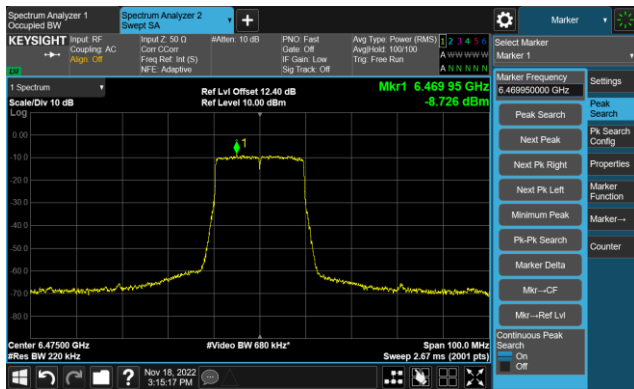 Spectrum Analyzer 1
Occupied BW
Spectrum Analyzer 2
Swept SA
Marker
KEYSIGHT
Input: RF
Coupling: AC
Align: Off
Input Z: 50 Ω
Corr CCorr
Freq Ref: Int (S)
NFE: Adaptive
#Atten: 10 dB
PNO: Fast
Gate: Off
IF Gain: Low
Sig Track: Off
Avg Type: Power (RMS)
Avg|Hold: 100/100
Trig: Free Run
1 2 3 4 5 6
A W W W W W
A N N N N N
Select Marker
Marker 1
1 Spectrum
Scale/Div 10 dB
Log
Ref Lvl Offset 12.40 dB
Ref Level 10.00 dBm
Mkr1 6.469 95 GHz
-8.726 dBm
Marker Frequency
6.469950000 GHz
Peak Search
Next Peak
Next Pk Right
Next Pk Left
Minimum Peak
Pk-Pk Search
Marker Delta
Mkr→CF
Mkr→Ref Lvl
Continuous Peak
Search
On
Off
Settings
Peak
Search
Pk Search
Config
Properties
Marker
Function
Marker→
Counter
0.00
1
-10.0
-20.0
-30.0
-40.0
-50.0
-60.0
-70.0
-80.0
Center 6.47500 GHz
#Res BW 220 kHz
#Video BW 680 kHz*
Span 100.0 MHz
Sweep 2.67 ms (2001 pts)
?
Nov 18, 2022
3:15:17 PM